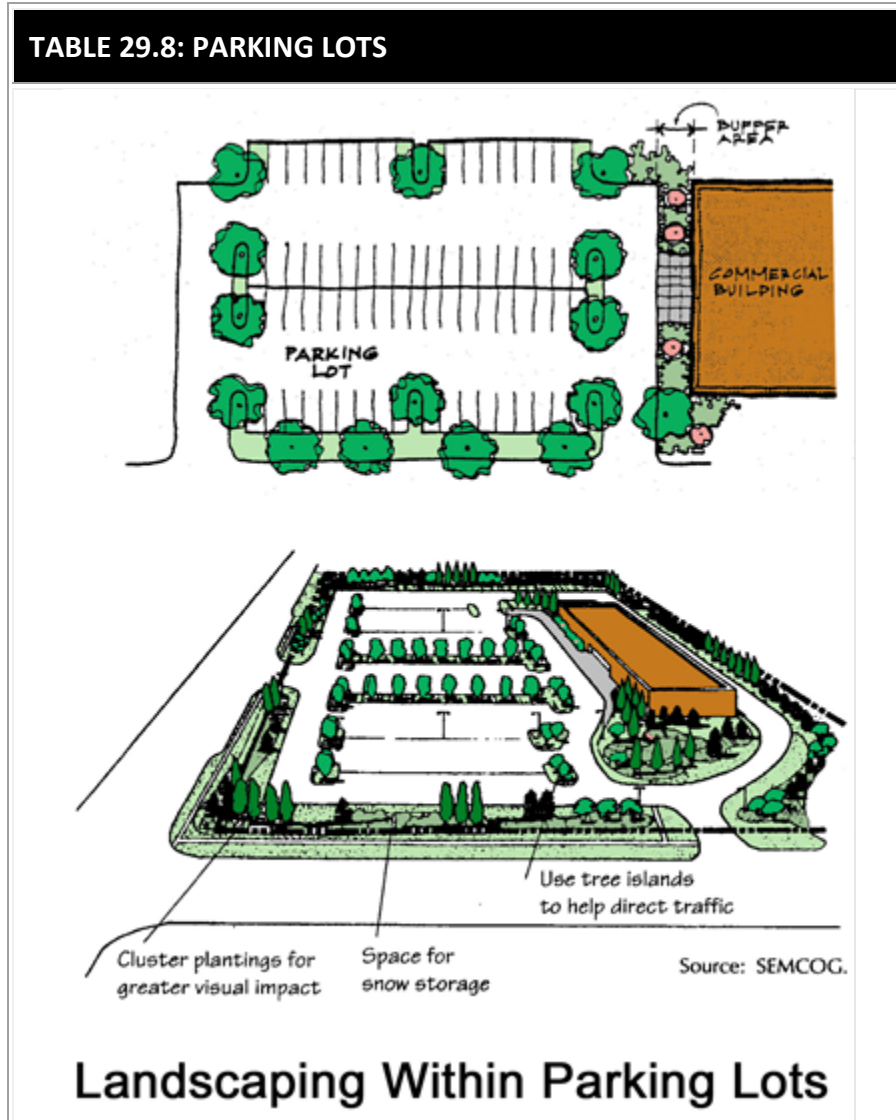 TABLE 29.8: PARKING LOTS
BUFFER
AREA
COMMERCIAL
BUILDING
PARKING
LOT
Use tree islands
to help direct traffic
Cluster plantings for
greater visual impact
Space for
snow storage
Source: SEMCOG.
Landscaping Within Parking Lots